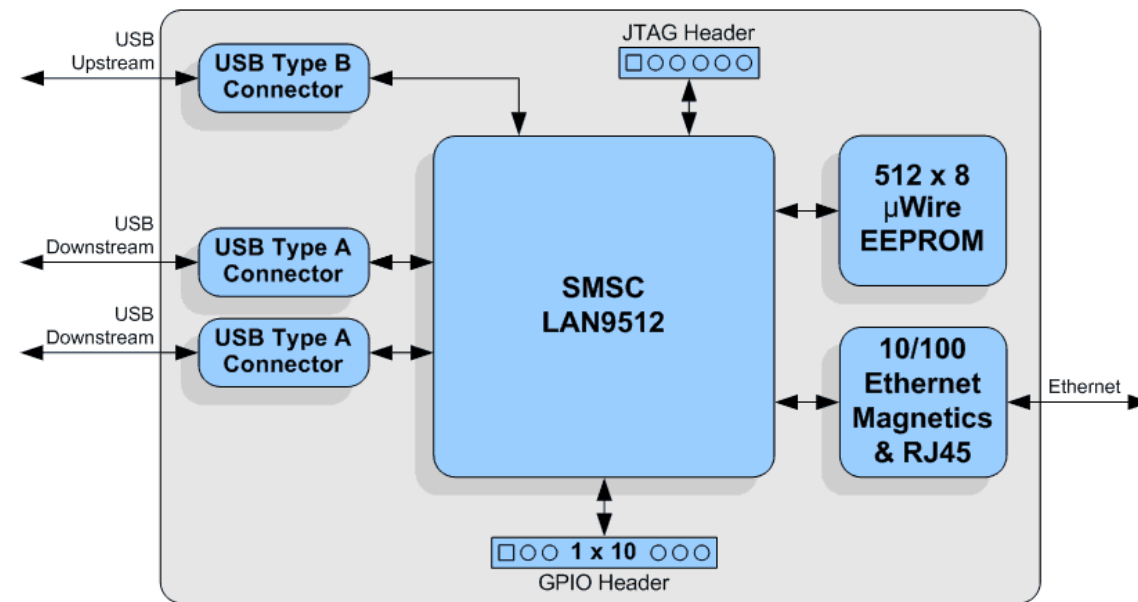 JTAG Header
USB
Upstream
USB Type B
Connector
512 x 8
µWire
EEPROM
USB
Downstream
USB Type A
Connector
SMSC
LAN9512
USB
Downstream
USB Type A
Connector
10/100
Ethernet
Magnetics
& RJ45
Ethernet
1 x 10
GPIO Header